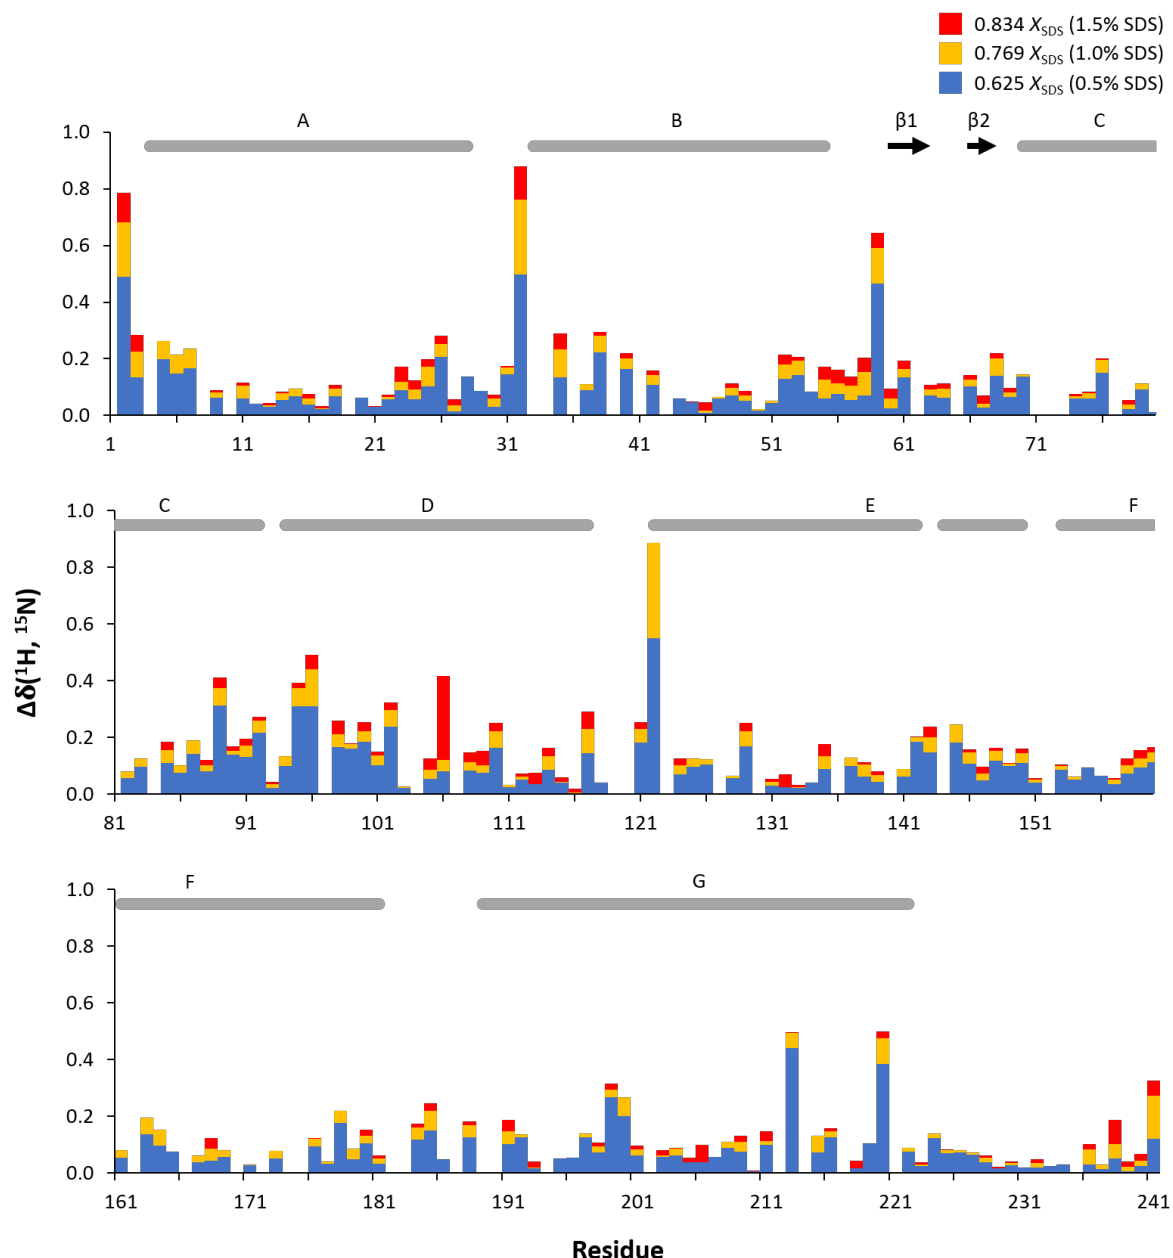 0.834 XSDS (1.5% SDS)
0.769 XSDS (1.0% SDS)
0.625 XSDS (0.5% SDS)
A B β1 β2 C
1.0
0.8
0.6
0.4
0.2
0.0
1 11 21 31 41 51 61 71
C D E F
1.0
0.8
0.6
0.4
0.2
0.0
81 91 101 111 121 131 141 151
Δδ(¹H, ¹⁵N)
F G
1.0
0.8
0.6
0.4
0.2
0.0
161 171 181 191 201 211 221 231 241
Residue